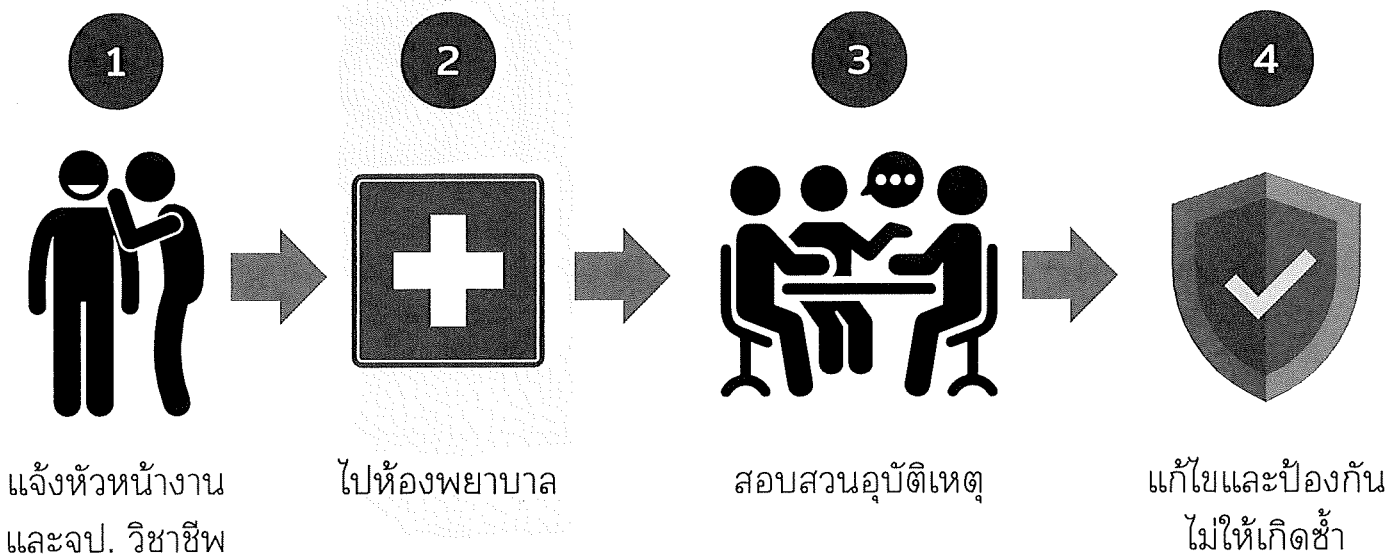 1
2
3
4
แจ้งหัวหน้างาน
และจป. วิชาชีพ
ไปห้องพยาบาล
สอบสวนอุบัติเหตุ
แก้ไขและป้องกัน
ไม่ให้เกิดซ้ำ